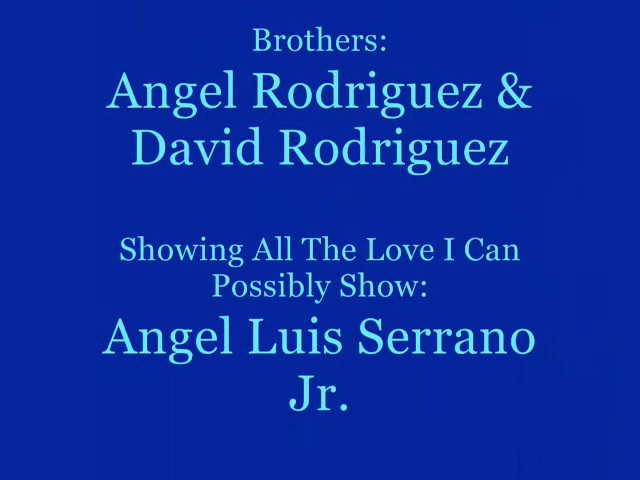 Brothers:
Angel Rodriguez &
David Rodriguez
Showing All The Love I Can
Possibly Show:
Angel Luis Serrano
Jr.